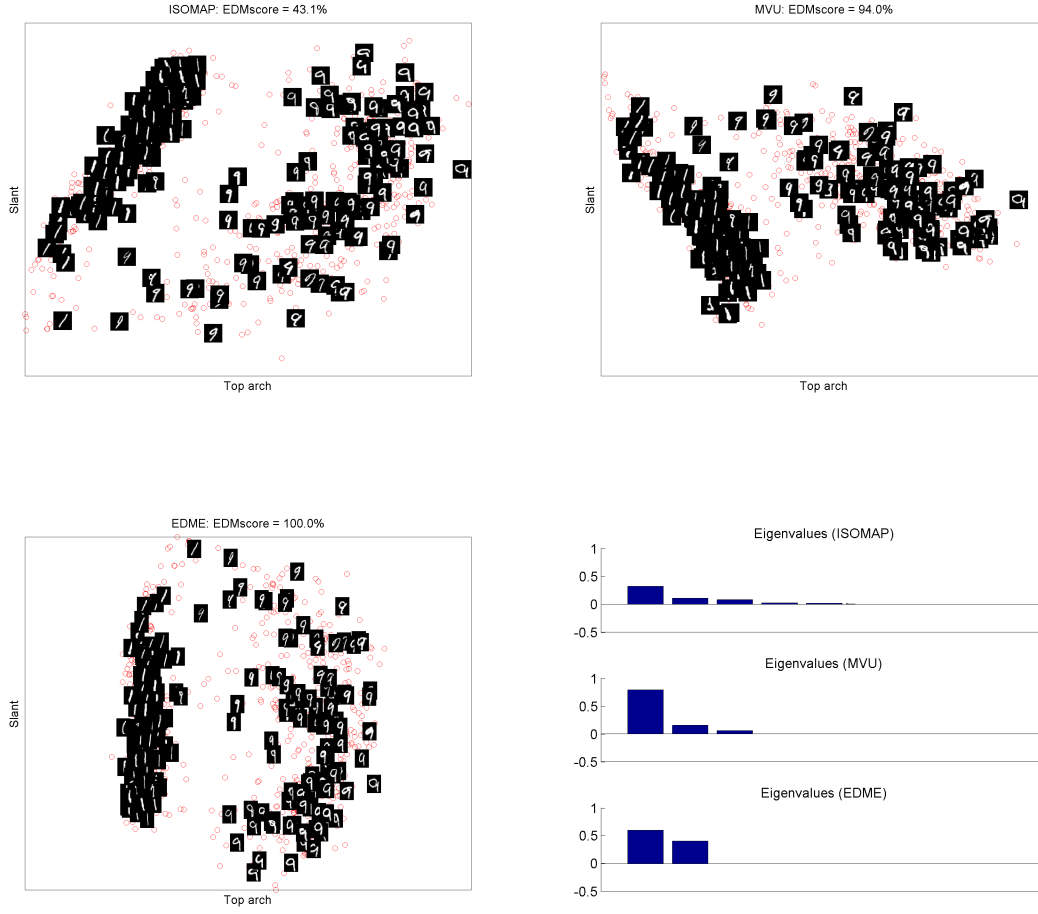 ISOMAP: EDMscore = 43.1%
Slant
Top arch
MVU: EDMscore = 94.0%
Slant
Top arch
EDME: EDMscore = 100.0%
Slant
Top arch
Eigenvalues (ISOMAP)
1
0.5
0
-0.5
Eigenvalues (MVU)
1
0.5
0
-0.5
Eigenvalues (EDME)
1
0.5
0
-0.5